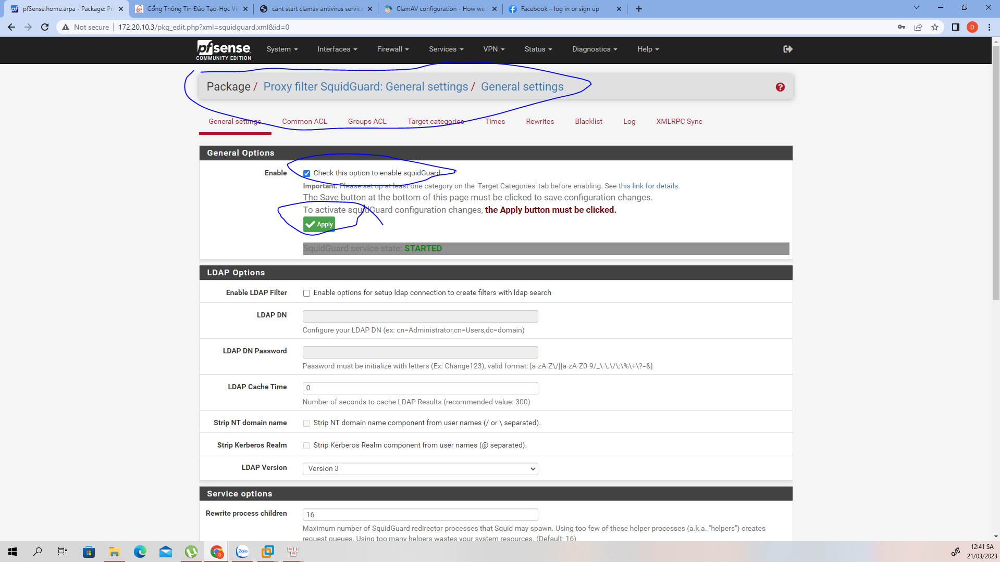 pfSense.home.arpa - Package: Pr
Cổng Thông Tin Đào Tạo-Học Vi
cant start clamav antivirus service
ClamAV configuration - How we
Facebook – log in or sign up
Not secure
172.20.10.3/pkg_edit.php?xml=squidguard.xml&id=0
D
pfsense
COMMUNITY EDITION
System
Interfaces
Firewall
Services
VPN
Status
Diagnostics
Help
Package / Proxy filter SquidGuard: General settings / General settings
General settings
Common ACL
Groups ACL
Target categories
Times
Rewrites
Blacklist
Log
XMLRPC Sync
General Options
Enable
Check this option to enable squidGuard.
Important: Please set up at least one category on the 'Target Categories' tab before enabling. See this link for details.
The Save button at the bottom of this page must be clicked to save configuration changes.
To activate squidGuard configuration changes, the Apply button must be clicked.
Apply
SquidGuard service state: STARTED
LDAP Options
Enable LDAP Filter
Enable options for setup ldap connection to create filters with ldap search
LDAP DN
Configure your LDAP DN (ex: cn=Administrator,cn=Users,dc=domain)
LDAP DN Password
Password must be initialize with letters (Ex: Change123), valid format: [a-zA-Z\/][a-zA-Z0-9/_\-\.\/\:\%\+\?=&]
LDAP Cache Time
0
Number of seconds to cache LDAP Results (recommended value: 300)
Strip NT domain name
Strip NT domain name component from user names (/ or \ separated).
Strip Kerberos Realm
Strip Kerberos Realm component from user names (@ separated).
LDAP Version
Version 3
Service options
Rewrite process children
16
Maximum number of SquidGuard redirector processes that Squid may spawn. Using too few of these helper processes (a.k.a. "helpers") creates
request queues. Using too many helpers wastes your system resources. (Default: 16)
Zalo
12:41 SA
21/03/2023